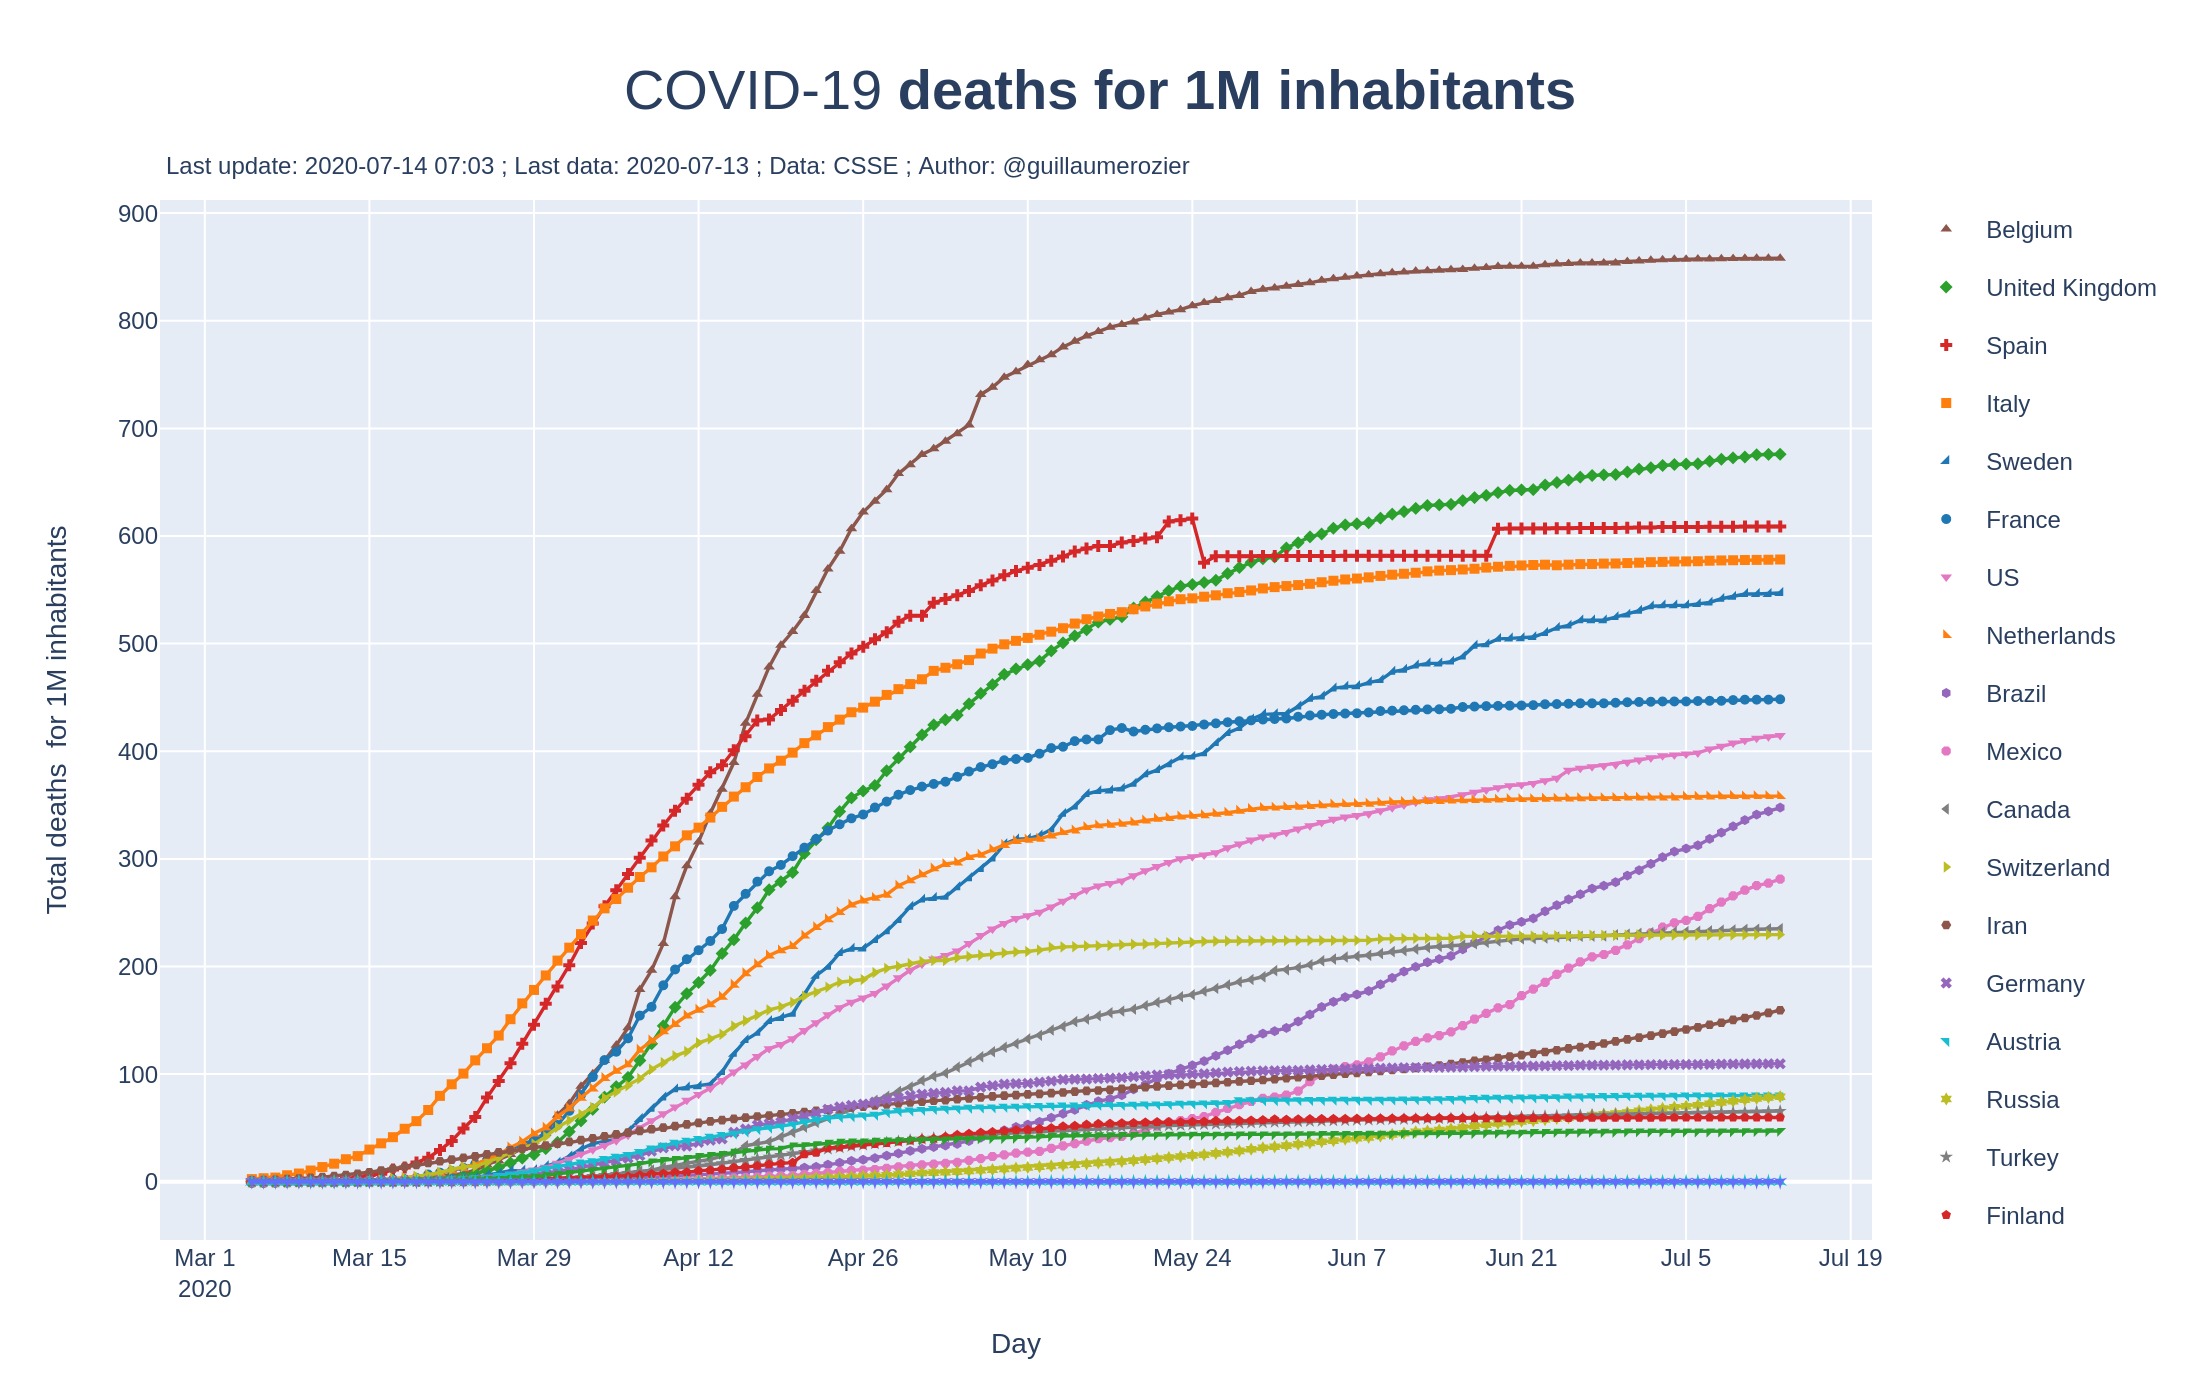 COVID-19 deaths for 1M inhabitants
Last update: 2020-07-14 07:03 ; Last data: 2020-07-13 ; Data: CSSE ; Author: @guillaumerozier
Total deaths for 1M inhabitants
900
800
700
600
500
400
300
200
100
0
Mar 1
2020
Mar 15
Mar 29
Apr 12
Apr 26
May 10
May 24
Jun 7
Jun 21
Jul 5
Jul 19
Day
Belgium
United Kingdom
Spain
Italy
Sweden
France
US
Netherlands
Brazil
Mexico
Canada
Switzerland
Iran
Germany
Austria
Russia
Turkey
Finland